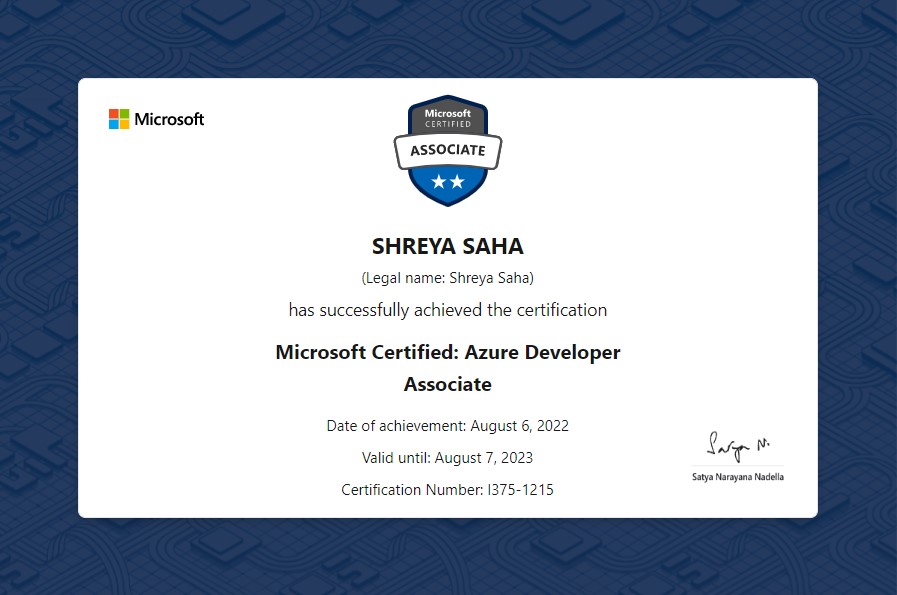 Microsoft
Microsoft
CERTIFIED
ASSOCIATE
SHREYA SAHA
(Legal name: Shreya Saha)
has successfully achieved the certification
Microsoft Certified: Azure Developer
Associate
Date of achievement: August 6, 2022
Valid until: August 7, 2023
Certification Number: I375-1215
Satya N.
Satya Narayana Nadella